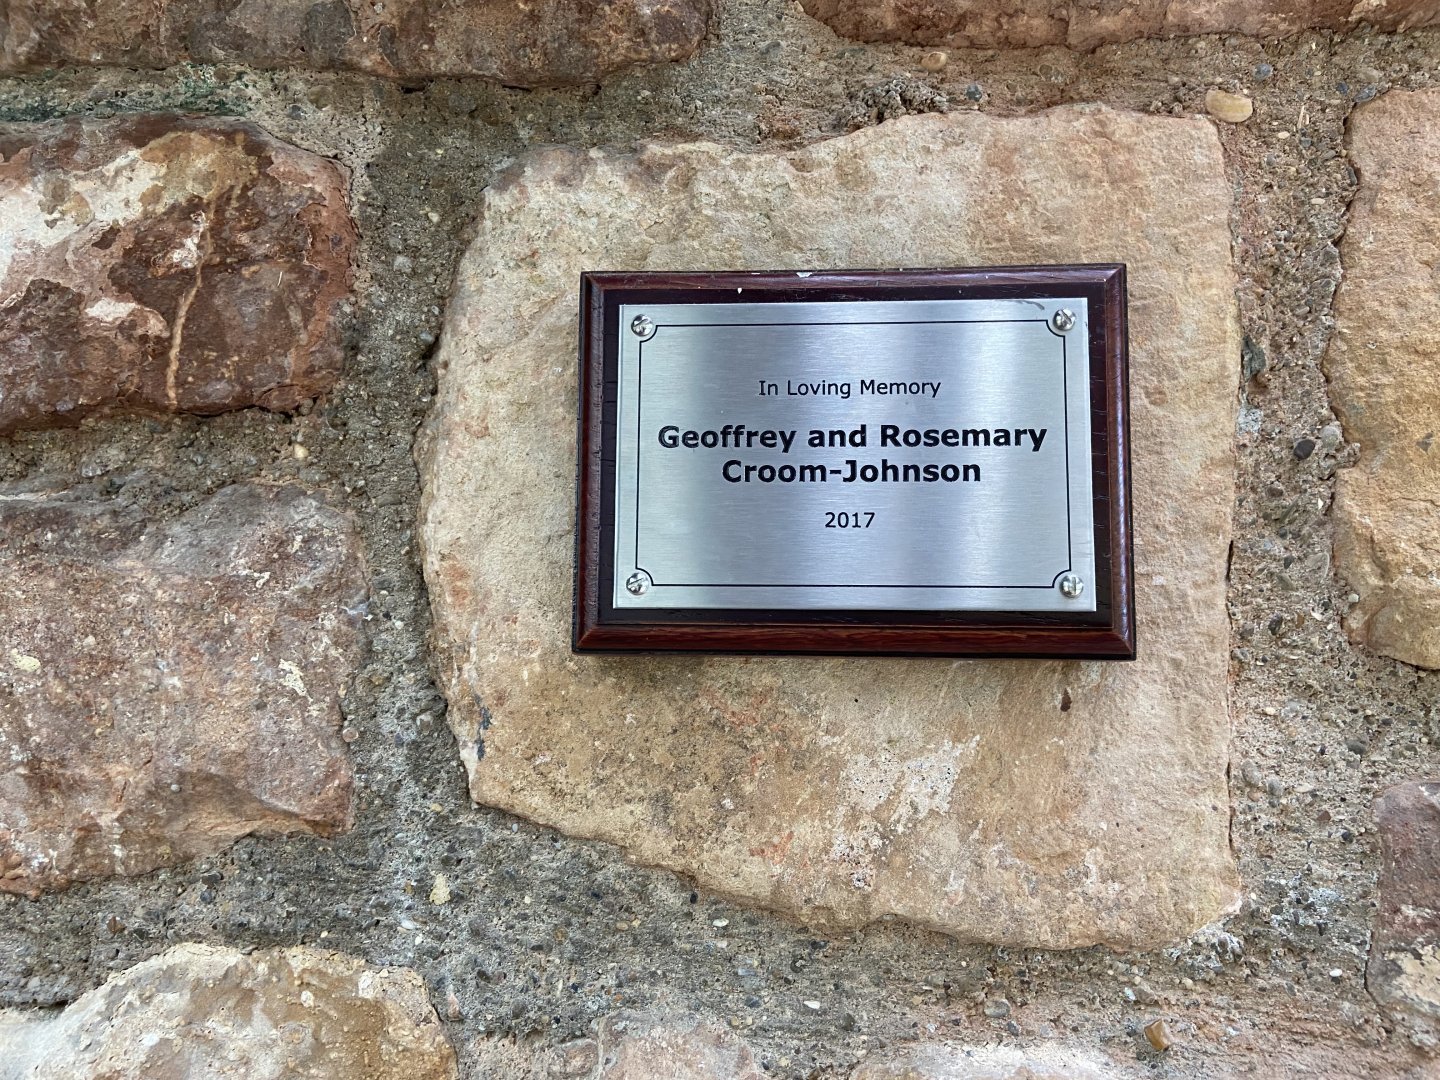 In Loving Memory
Geoffrey and Rosemary
Croom-Johnson
2017